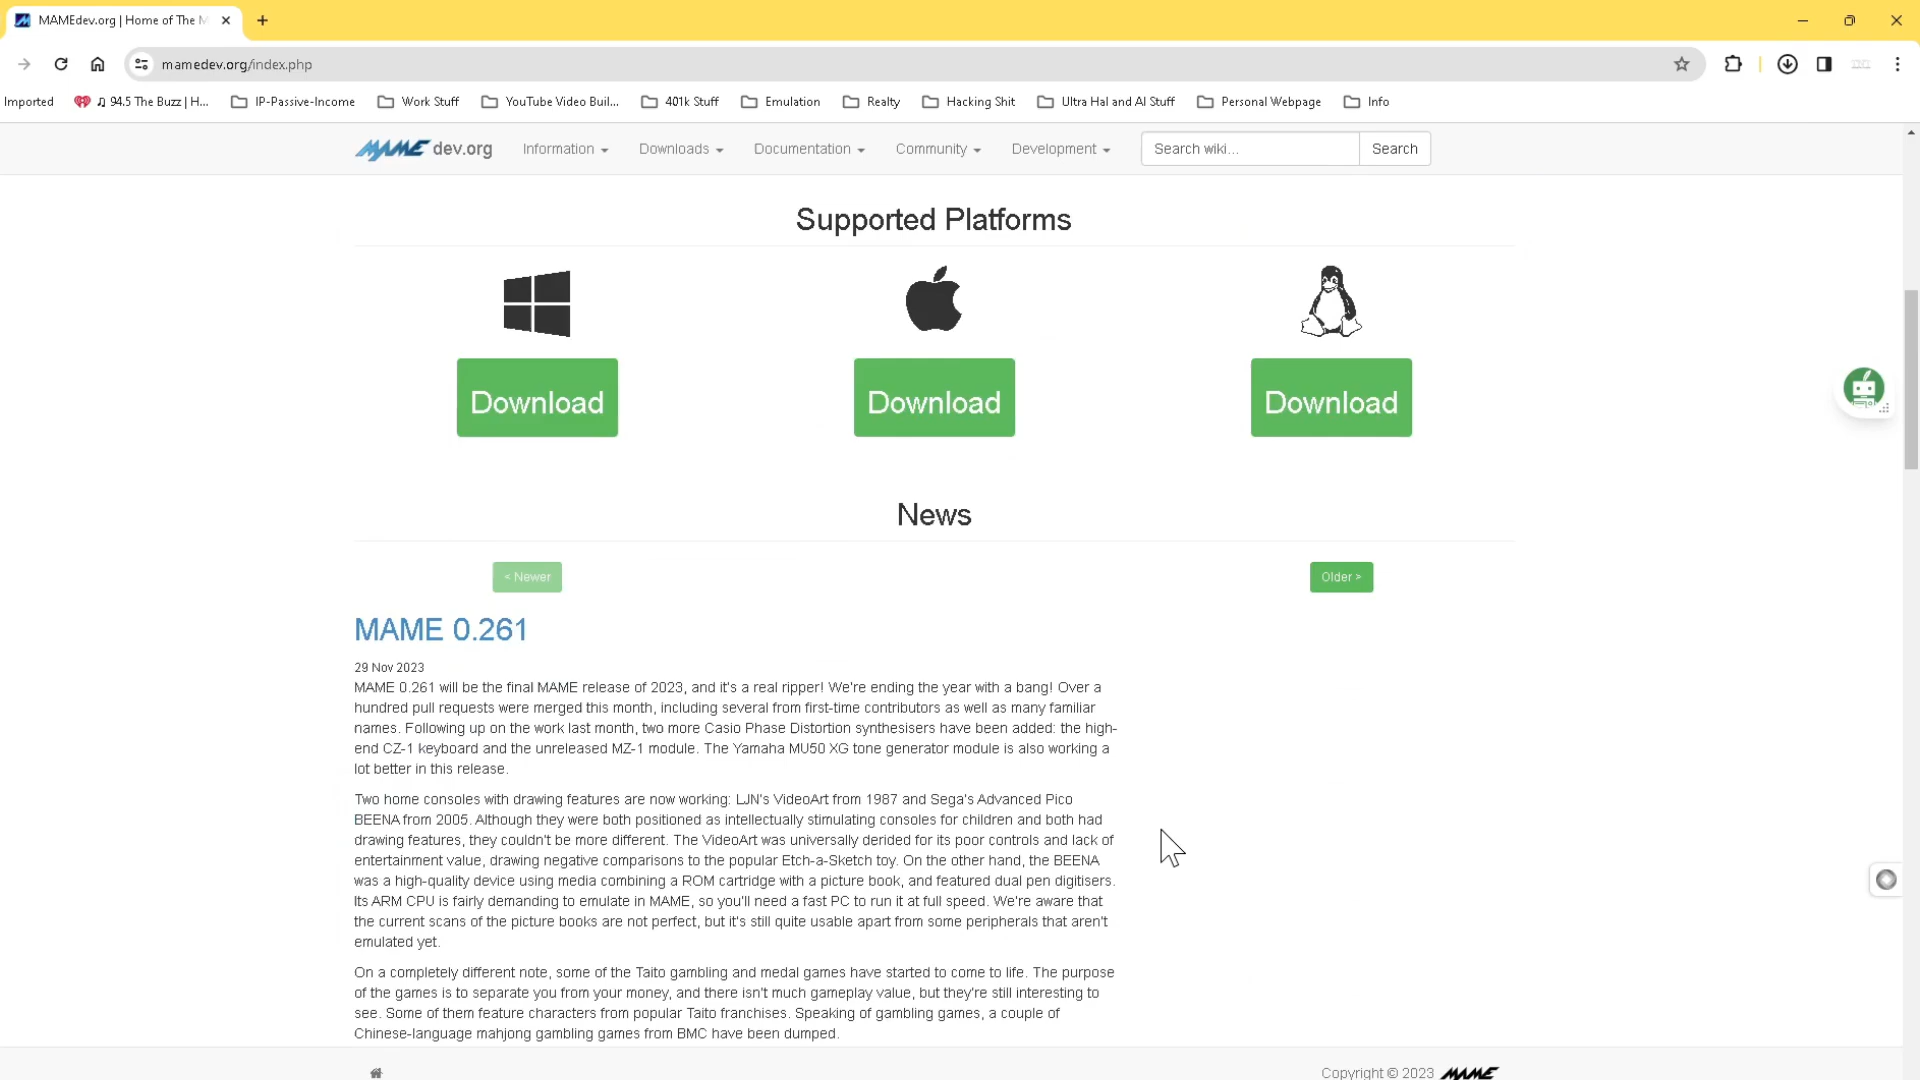 MAMEdev.org | Home of The M
mamedev.org/index.php
Imported
♫ 94.5 The Buzz | H...
IP-Passive-Income
Work Stuff
YouTube Video Buil...
401k Stuff
Emulation
Realty
Hacking Shit
Ultra Hal and AI Stuff
Personal Webpage
Info
MAME dev.org
Information
Downloads
Documentation
Community
Development
Search wiki...
Search
Supported Platforms
Download
Download
Download
News
< Newer
Older >
MAME 0.261
29 Nov 2023
MAME 0.261 will be the final MAME release of 2023, and it's a real ripper! We're ending the year with a bang! Over a
hundred pull requests were merged this month, including several from first-time contributors as well as many familiar
names. Following up on the work last month, two more Casio Phase Distortion synthesisers have been added: the high-
end CZ-1 keyboard and the unreleased MZ-1 module. The Yamaha MU50 XG tone generator module is also working a
lot better in this release.
Two home consoles with drawing features are now working: LJN's VideoArt from 1987 and Sega's Advanced Pico
BEENA from 2005. Although they were both positioned as intellectually stimulating consoles for children and both had
drawing features, they couldn't be more different. The VideoArt was universally derided for its poor controls and lack of
entertainment value, drawing negative comparisons to the popular Etch-a-Sketch toy. On the other hand, the BEENA
was a high-quality device using media combining a ROM cartridge with a picture book, and featured dual pen digitisers.
Its ARM CPU is fairly demanding to emulate in MAME, so you'll need a fast PC to run it at full speed. We're aware that
the current scans of the picture books are not perfect, but it's still quite usable apart from some peripherals that aren't
emulated yet.
On a completely different note, some of the Taito gambling and medal games have started to come to life. The purpose
of the games is to separate you from your money, and there isn't much gameplay value, but they're still interesting to
see. Some of them feature characters from popular Taito franchises. Speaking of gambling games, a couple of
Chinese-language mahjong gambling games from BMC have been dumped.
Copyright © 2023 MAME